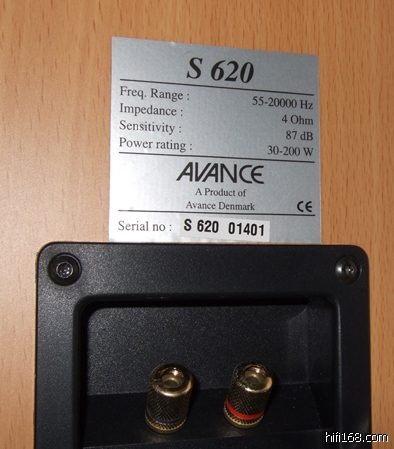 S 620
Freq. Range : 55-20000 Hz
Impedance : 4 Ohm
Sensitivity : 87 dB
Power rating : 30-200 W
AVANCE
A Product of
Avance Denmark CE
Serial no : S 620 01401
hifi168.com